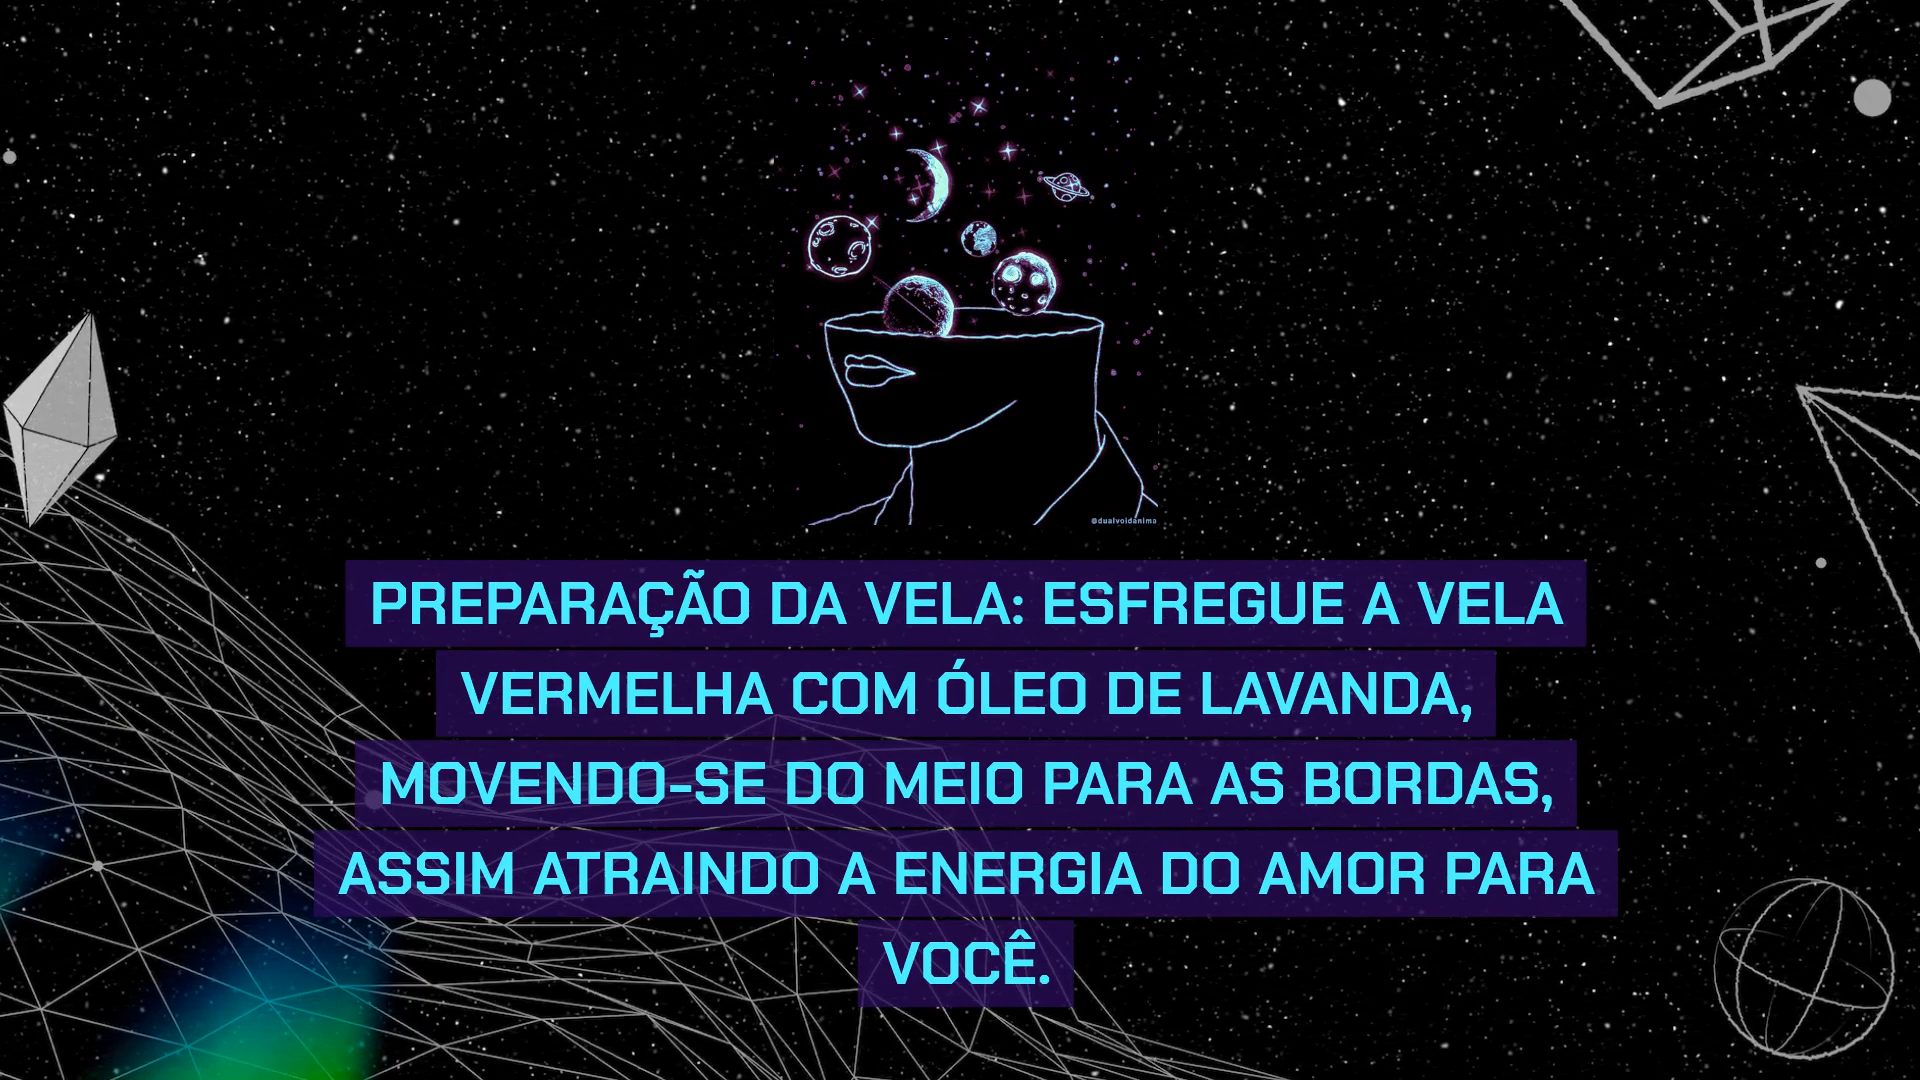 @dualvoidanima
PREPARAÇÃO DA VELA: ESFREGUE A VELA
VERMELHA COM ÓLEO DE LAVANDA,
MOVENDO-SE DO MEIO PARA AS BORDAS,
ASSIM ATRAINDO A ENERGIA DO AMOR PARA
VOCÊ.